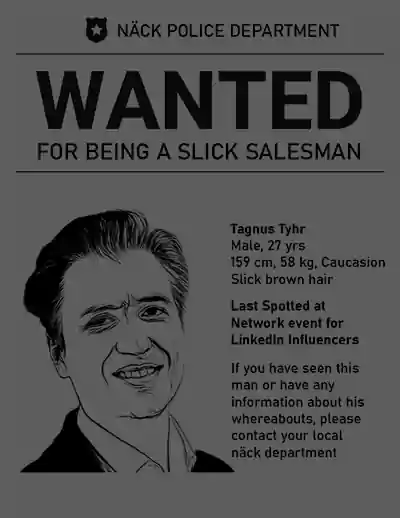 NÄCK POLICE DEPARTMENT
WANTED
FOR BEING A SLICK SALESMAN
Tagnus Tyhr
Male, 27 yrs
159 cm, 58 kg, Caucasion
Slick brown hair
Last Spotted at
Network event for
LinkedIn Influencers
If you have seen this
man or have any
information about his
whereabouts, please
contact your local
näck department